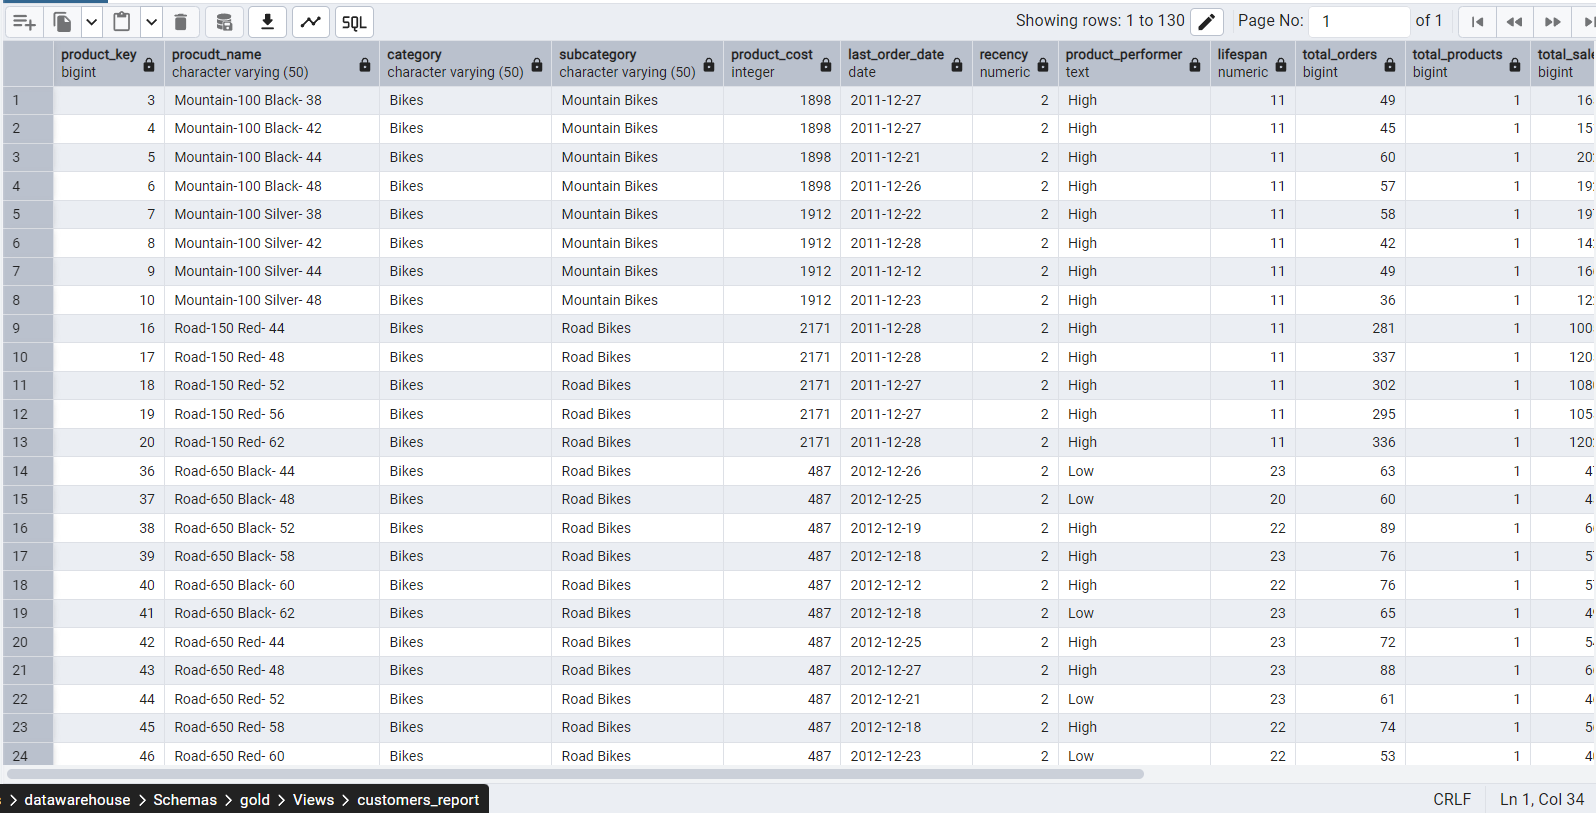 SQL Showing rows: 1 to 130 Page No: 1 of 1
product_key procudt_name category subcategory product_cost last_order_date recency product_performer lifespan total_orders total_products
bigint character varying (50) character varying (50) character varying (50) integer date numeric text numeric bigint bigint bigint
1 3 Mountain-100 Black- 38 Bikes Mountain Bikes 1898 2011-12-27 2 High 11 49 1
2 4 Mountain-100 Black- 42 Bikes Mountain Bikes 1898 2011-12-27 2 High 11 45 1
3 5 Mountain-100 Black- 44 Bikes Mountain Bikes 1898 2011-12-21 2 High 11 60 1
4 6 Mountain-100 Black- 48 Bikes Mountain Bikes 1898 2011-12-26 2 High 11 57 1
5 7 Mountain-100 Silver- 38 Bikes Mountain Bikes 1912 2011-12-22 2 High 11 58 1
6 8 Mountain-100 Silver- 42 Bikes Mountain Bikes 1912 2011-12-28 2 High 11 42 1
7 9 Mountain-100 Silver- 44 Bikes Mountain Bikes 1912 2011-12-12 2 High 11 49 1
8 10 Mountain-100 Silver- 48 Bikes Mountain Bikes 1912 2011-12-23 2 High 11 36 1
9 16 Road-150 Red- 44 Bikes Road Bikes 2171 2011-12-28 2 High 11 281 1
10 17 Road-150 Red- 48 Bikes Road Bikes 2171 2011-12-28 2 High 11 337 1
11 18 Road-150 Red- 52 Bikes Road Bikes 2171 2011-12-27 2 High 11 302 1
12 19 Road-150 Red- 56 Bikes Road Bikes 2171 2011-12-27 2 High 11 295 1
13 20 Road-150 Red- 62 Bikes Road Bikes 2171 2011-12-28 2 High 11 336 1
14 36 Road-650 Black- 44 Bikes Road Bikes 487 2012-12-26 2 Low 23 63 1
15 37 Road-650 Black- 48 Bikes Road Bikes 487 2012-12-25 2 Low 20 60 1
16 38 Road-650 Black- 52 Bikes Road Bikes 487 2012-12-19 2 High 22 89 1
17 39 Road-650 Black- 58 Bikes Road Bikes 487 2012-12-18 2 High 23 76 1
18 40 Road-650 Black- 60 Bikes Road Bikes 487 2012-12-12 2 High 22 76 1
19 41 Road-650 Black- 62 Bikes Road Bikes 487 2012-12-18 2 Low 23 65 1
20 42 Road-650 Red- 44 Bikes Road Bikes 487 2012-12-25 2 High 23 72 1
21 43 Road-650 Red- 48 Bikes Road Bikes 487 2012-12-27 2 High 23 88 1
22 44 Road-650 Red- 52 Bikes Road Bikes 487 2012-12-21 2 Low 23 61 1
23 45 Road-650 Red- 58 Bikes Road Bikes 487 2012-12-18 2 High 22 74 1
24 46 Road-650 Red- 60 Bikes Road Bikes 487 2012-12-23 2 Low 22 53 1
datawarehouse > Schemas > gold > Views > customers_report CRLF Ln 1, Col 34